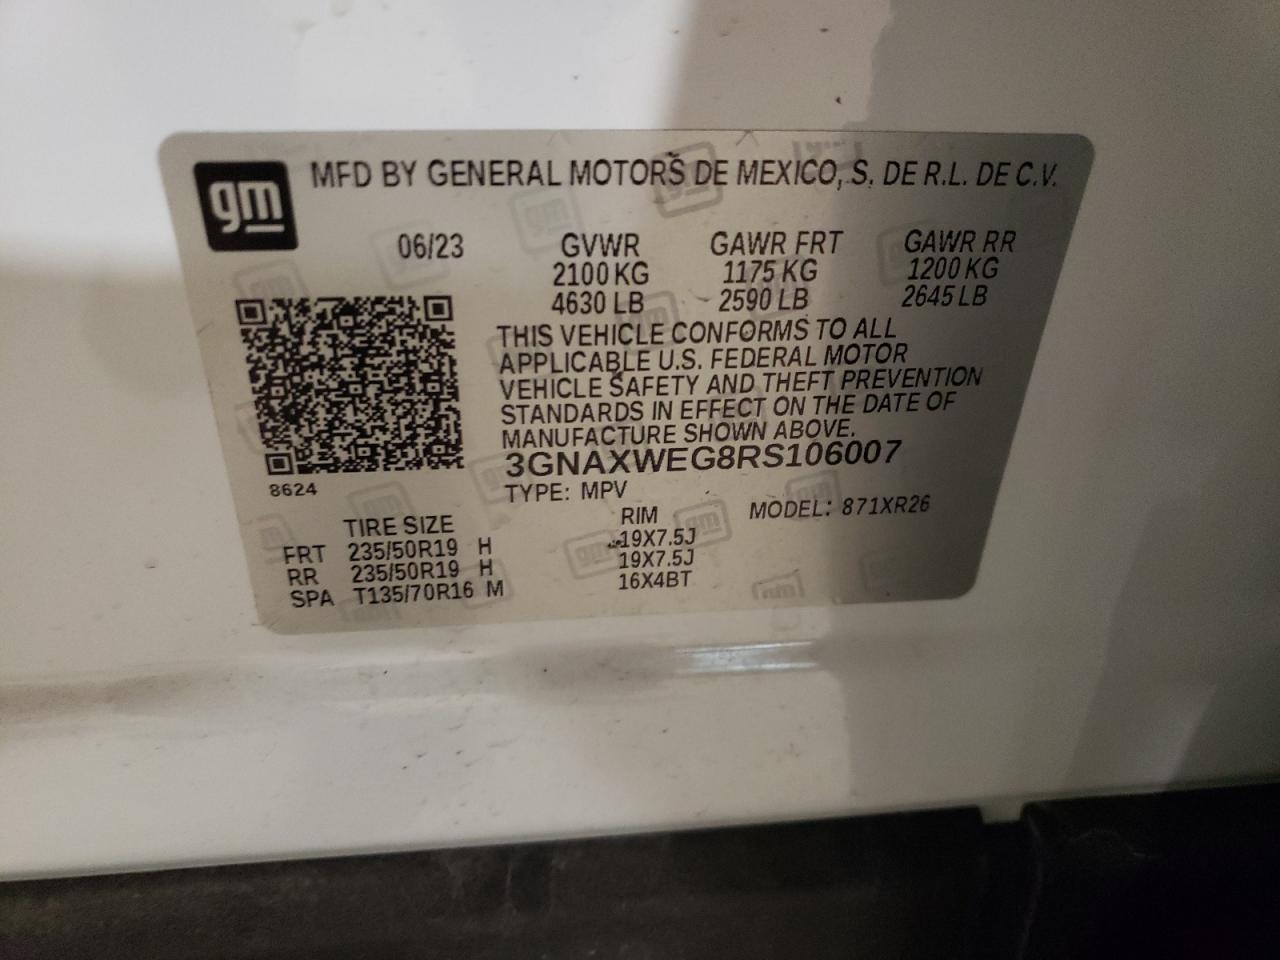 gm
MFD BY GENERAL MOTORS DE MEXICO, S. DE R.L. DE C.V.
06/23 GVWR GAWR FRT GAWR RR
2100 KG 1175 KG 1200 KG
4630 LB 2590 LB 2645 LB
THIS VEHICLE CONFORMS TO ALL
APPLICABLE U.S. FEDERAL MOTOR
VEHICLE SAFETY AND THEFT PREVENTION
STANDARDS IN EFFECT ON THE DATE OF
MANUFACTURE SHOWN ABOVE.
3GNAXWEG8RS106007
8624
TYPE: MPV
TIRE SIZE RIM MODEL: 871XR26
FRT 235/50R19 H 19X7.5J
RR 235/50R19 H 19X7.5J
SPA T135/70R16 M 16X4BT